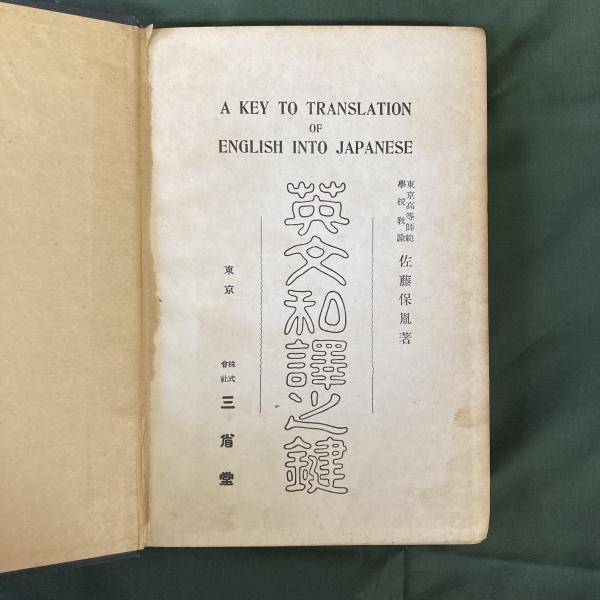 A KEY TO TRANSLATION
OF
ENGLISH INTO JAPANESE
東京高等師範
學校教諭
佐藤保胤著
英文和譯之鍵
東京
株式
會社
三省堂